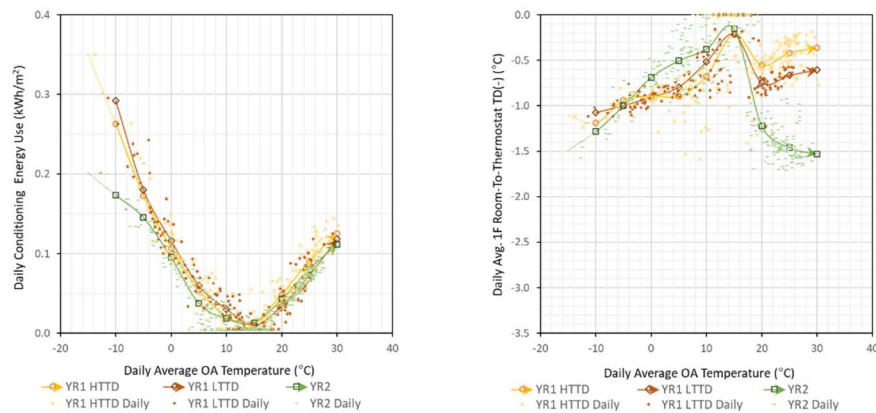 0.4
0.3
0.2
0.1
0.0
-20 -10 0 10 20 30 40
Daily Conditioning Energy Use (kWh/m²)
Daily Average OA Temperature (°C)
YR1 HTTD YR1 LTTD YR2
YR1 HTTD Daily YR1 LTTD Daily YR2 Daily
0.0
-0.5
-1.0
-1.5
-2.0
-2.5
-3.0
-3.5
-20 -10 0 10 20 30 40
Daily Avg. 1F Room-To-Thermostat TD(-) (°C)
Daily Average OA Temperature (°C)
YR1 HTTD YR1 LTTD YR2
YR1 HTTD Daily YR1 LTTD Daily YR2 Daily